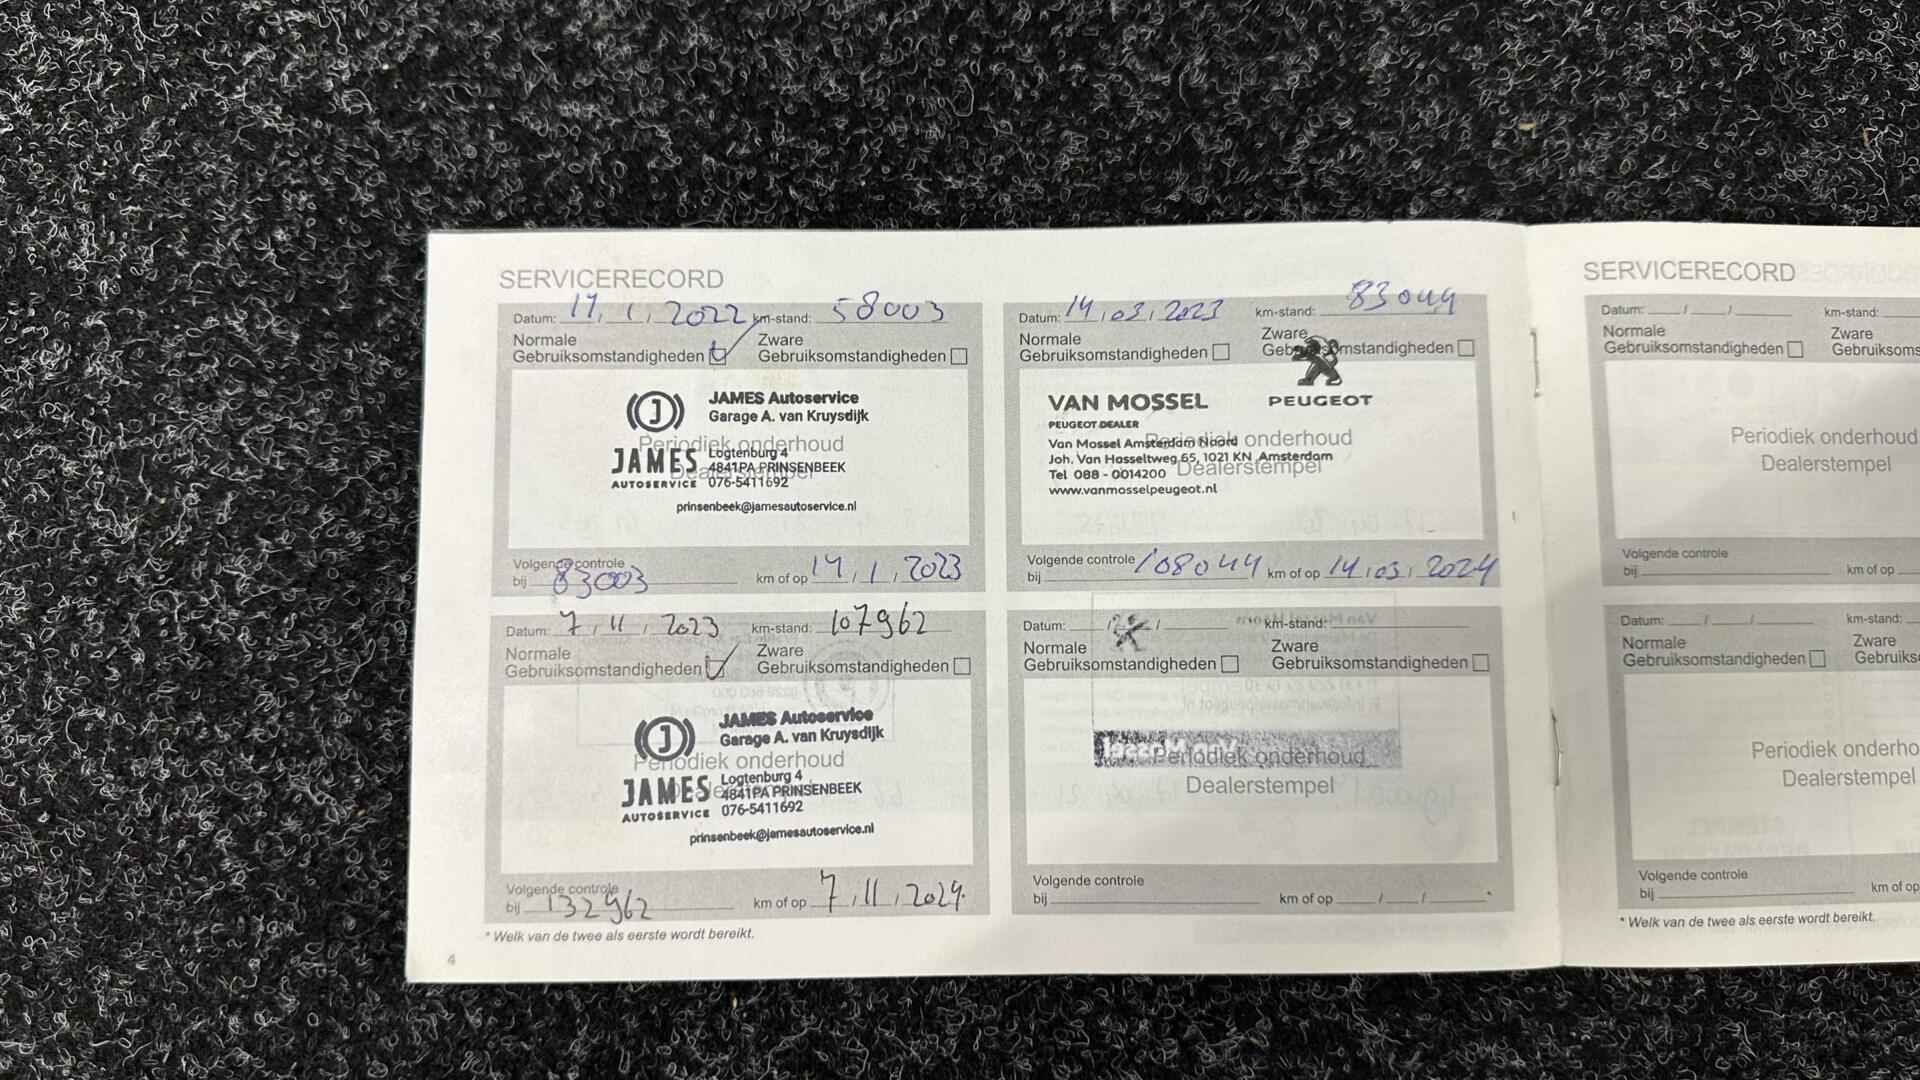 SERVICERECORD
Datum: 14, 1, 2022 km-stand: 58003
Normale
Gebruiksomstandigheden
Zware
Gebruiksomstandigheden
JAMES Autoservice
Garage A. van Kruysdijk
Periodiek onderhoud
Logtenburg 4
JAMES 4841PA PRINSENBEEK
AUTOSERVICE 076-5411692
prinsenbeek@jamesautoservice.nl
Volgende controle
bij 83003 km of op 14, 1, 2023
Datum: 14, 03, 2023 km-stand: 83044
Normale
Gebruiksomstandigheden
Zware
Gebruiksomstandigheden
VAN MOSSEL PEUGEOT
PEUGEOT DEALER
Periodiek onderhoud
Van Mossel Amsterdam Noord
Joh. Van Hasseltweg 65, 1021 KN Amsterdam
Dealerstempel
Tel 088 - 0014200
www.vanmosselpeugeot.nl
Volgende controle
bij 108044 km of op 14, 03, 2024
Datum: 7, 11, 2023 km-stand: 107962
Normale
Gebruiksomstandigheden
Zware
Gebruiksomstandigheden
JAMES Autoservice
Garage A. van Kruysdijk
Periodiek onderhoud
Logtenburg 4
JAMES 4841PA PRINSENBEEK
AUTOSERVICE 076-5411692
prinsenbeek@jamesautoservice.nl
Volgende controle
bij 132962 km of op 7, 11, 2024.
Datum: / km-stand:
Normale
Gebruiksomstandigheden
Zware
Gebruiksomstandigheden
Periodiek onderhoud
Dealerstempel
Volgende controle
bij km of op / /
* Welk van de twee als eerste wordt bereikt.
4
SERVICERECORD
Datum: / / km-stand:
Normale
Gebruiksomstandigheden
Zware
Gebruiksoms
Periodiek onderhoud
Dealerstempel
Volgende controle
bij km of op
Datum: / / km-stand:
Normale
Gebruiksomstandigheden
Zware
Gebruiks
Periodiek onderho
Dealerstempel
Volgende controle
bij km of op
* Welk van de twee als eerste wordt bereikt.